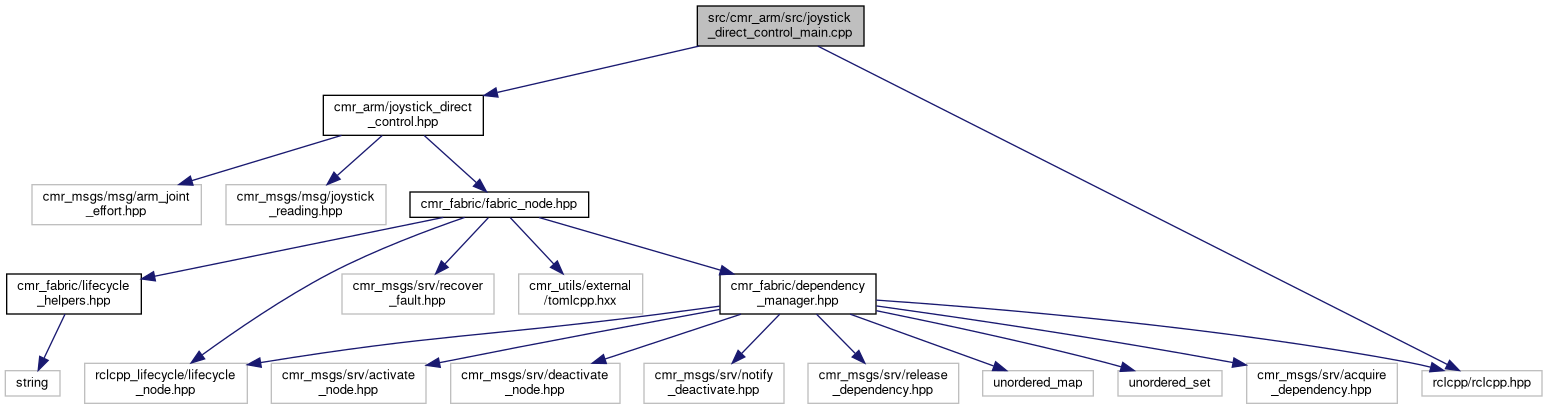 src/cmr_arm/src/joystick
_direct_control_main.cpp
cmr_arm/joystick_direct
_control.hpp
cmr_msgs/msg/arm_joint
_effort.hpp
cmr_msgs/msg/joystick
_reading.hpp
cmr_fabric/fabric_node.hpp
cmr_fabric/lifecycle
_helpers.hpp
cmr_msgs/srv/recover
_fault.hpp
cmr_utils/external
/tomlcpp.hxx
cmr_fabric/dependency
_manager.hpp
string
rclcpp_lifecycle/lifecycle
_node.hpp
cmr_msgs/srv/activate
_node.hpp
cmr_msgs/srv/deactivate
_node.hpp
cmr_msgs/srv/notify
_deactivate.hpp
cmr_msgs/srv/release
_dependency.hpp
unordered_map
unordered_set
cmr_msgs/srv/acquire
_dependency.hpp
rclcpp/rclcpp.hpp